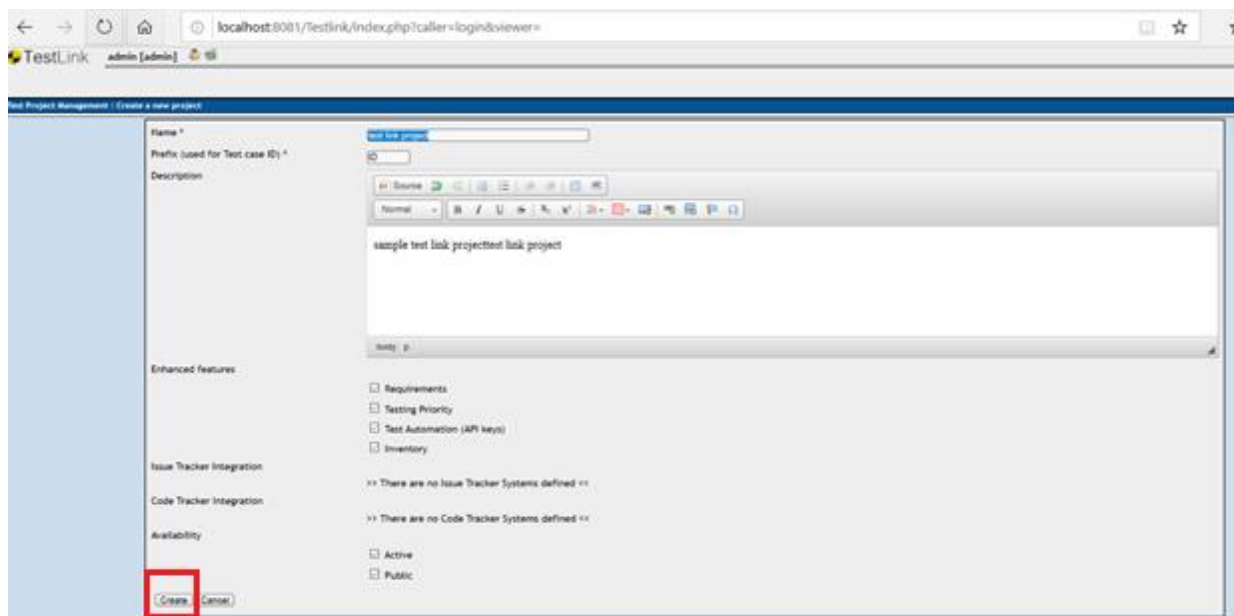 localhost:8081/Testlink/index.php?caller=login&viewer=
TestLink admin [admin]
Test Project Management : Create a new project
Name *
test link project
Prefix (used for Test case ID) *
ID
Description
Source
Normal
B I U S
sample test link projecttest link project
body p
Enhanced features
Requirements
Testing Priority
Test Automation (API keys)
Inventory
Issue Tracker Integration
>> There are no Issue Tracker Systems defined <<
Code Tracker Integration
>> There are no Code Tracker Systems defined <<
Availability
Active
Public
Create Cancel